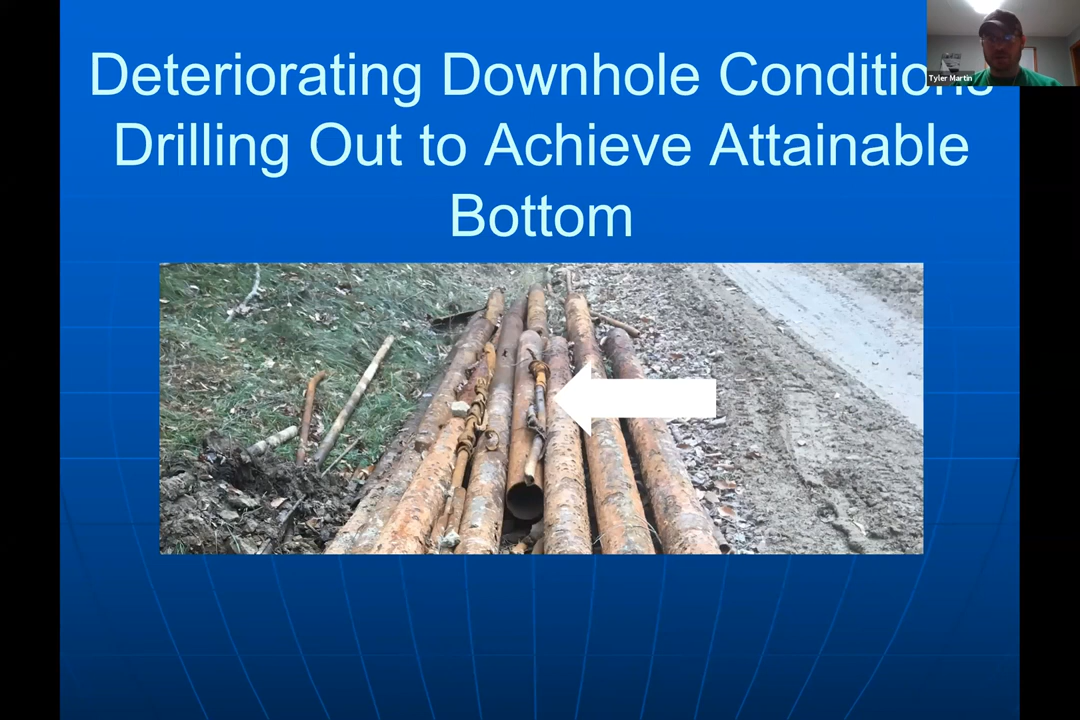 Deteriorating Downhole Conditions
Drilling Out to Achieve Attainable
Bottom
Tyler Martin